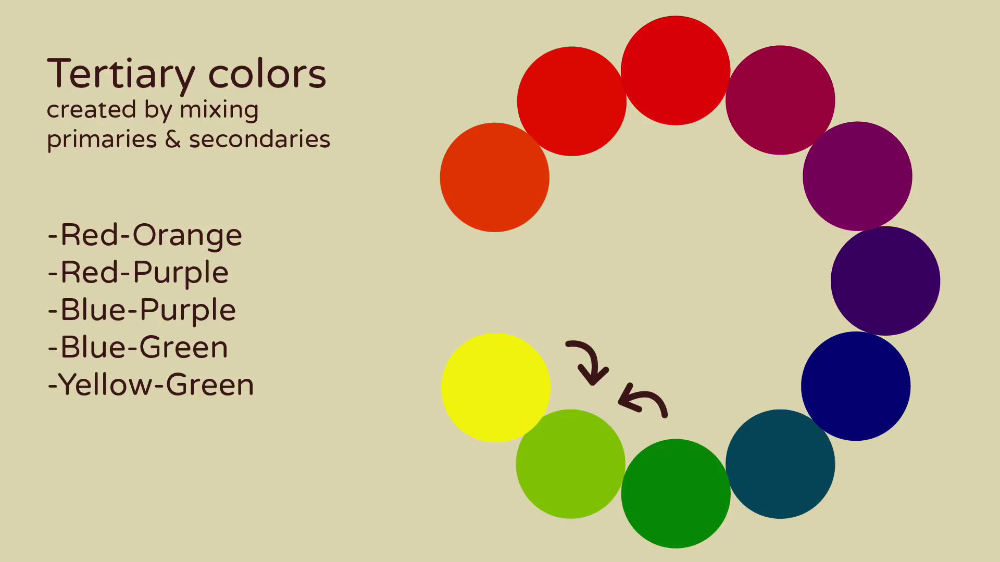 Tertiary colors
created by mixing
primaries & secondaries
-Red-Orange
-Red-Purple
-Blue-Purple
-Blue-Green
-Yellow-Green